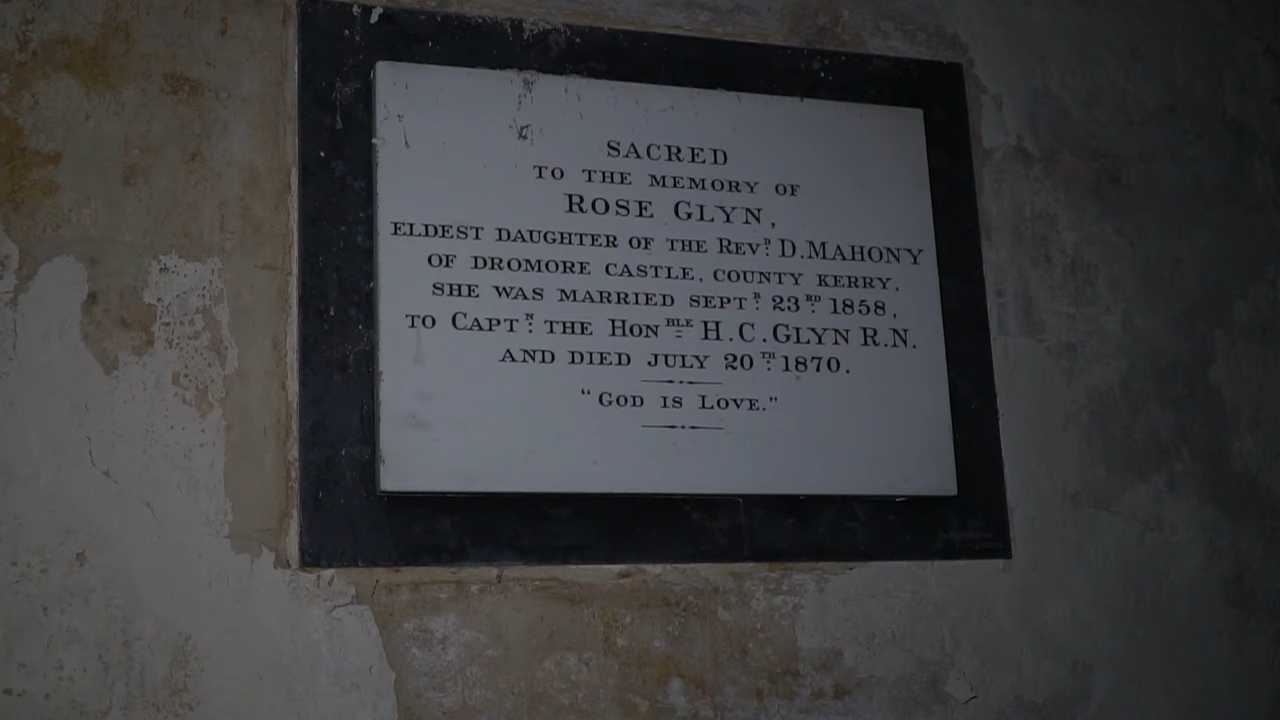 SACRED
TO THE MEMORY OF
ROSE GLYN,
ELDEST DAUGHTER OF THE REVD. D. MAHONY
OF DROMORE CASTLE, COUNTY KERRY.
SHE WAS MARRIED SEPTR. 23RD. 1858,
TO CAPTN. THE HONBLE H.C. GLYN R.N.
AND DIED JULY 20TH. 1870.
"GOD IS LOVE."